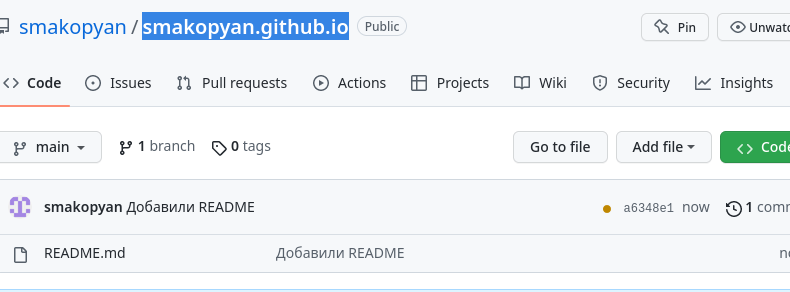 smakopyan / smakopyan.github.io Public Pin Unwatc
Code Issues Pull requests Actions Projects Wiki Security Insights
main 1 branch 0 tags Go to file Add file Code
smakopyan Добавили README a6348e1 now 1 comm
README.md Добавили README